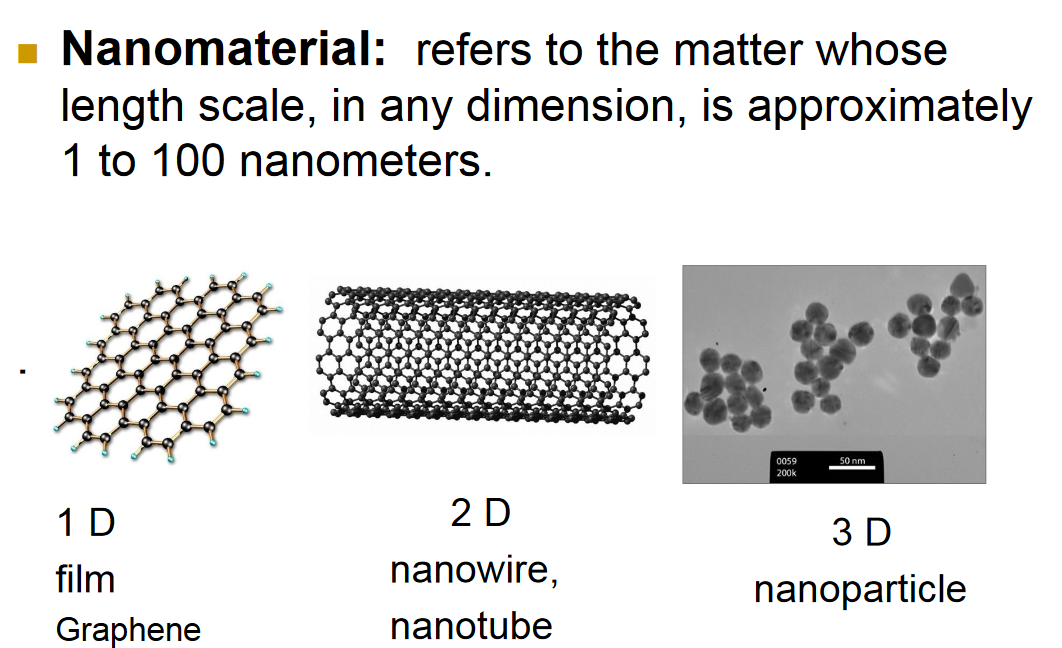 Nanomaterial: refers to the matter whose
length scale, in any dimension, is approximately
1 to 100 nanometers.
.
0059
200k
50 nm
1 D
film
Graphene
2 D
nanowire,
nanotube
3 D
nanoparticle